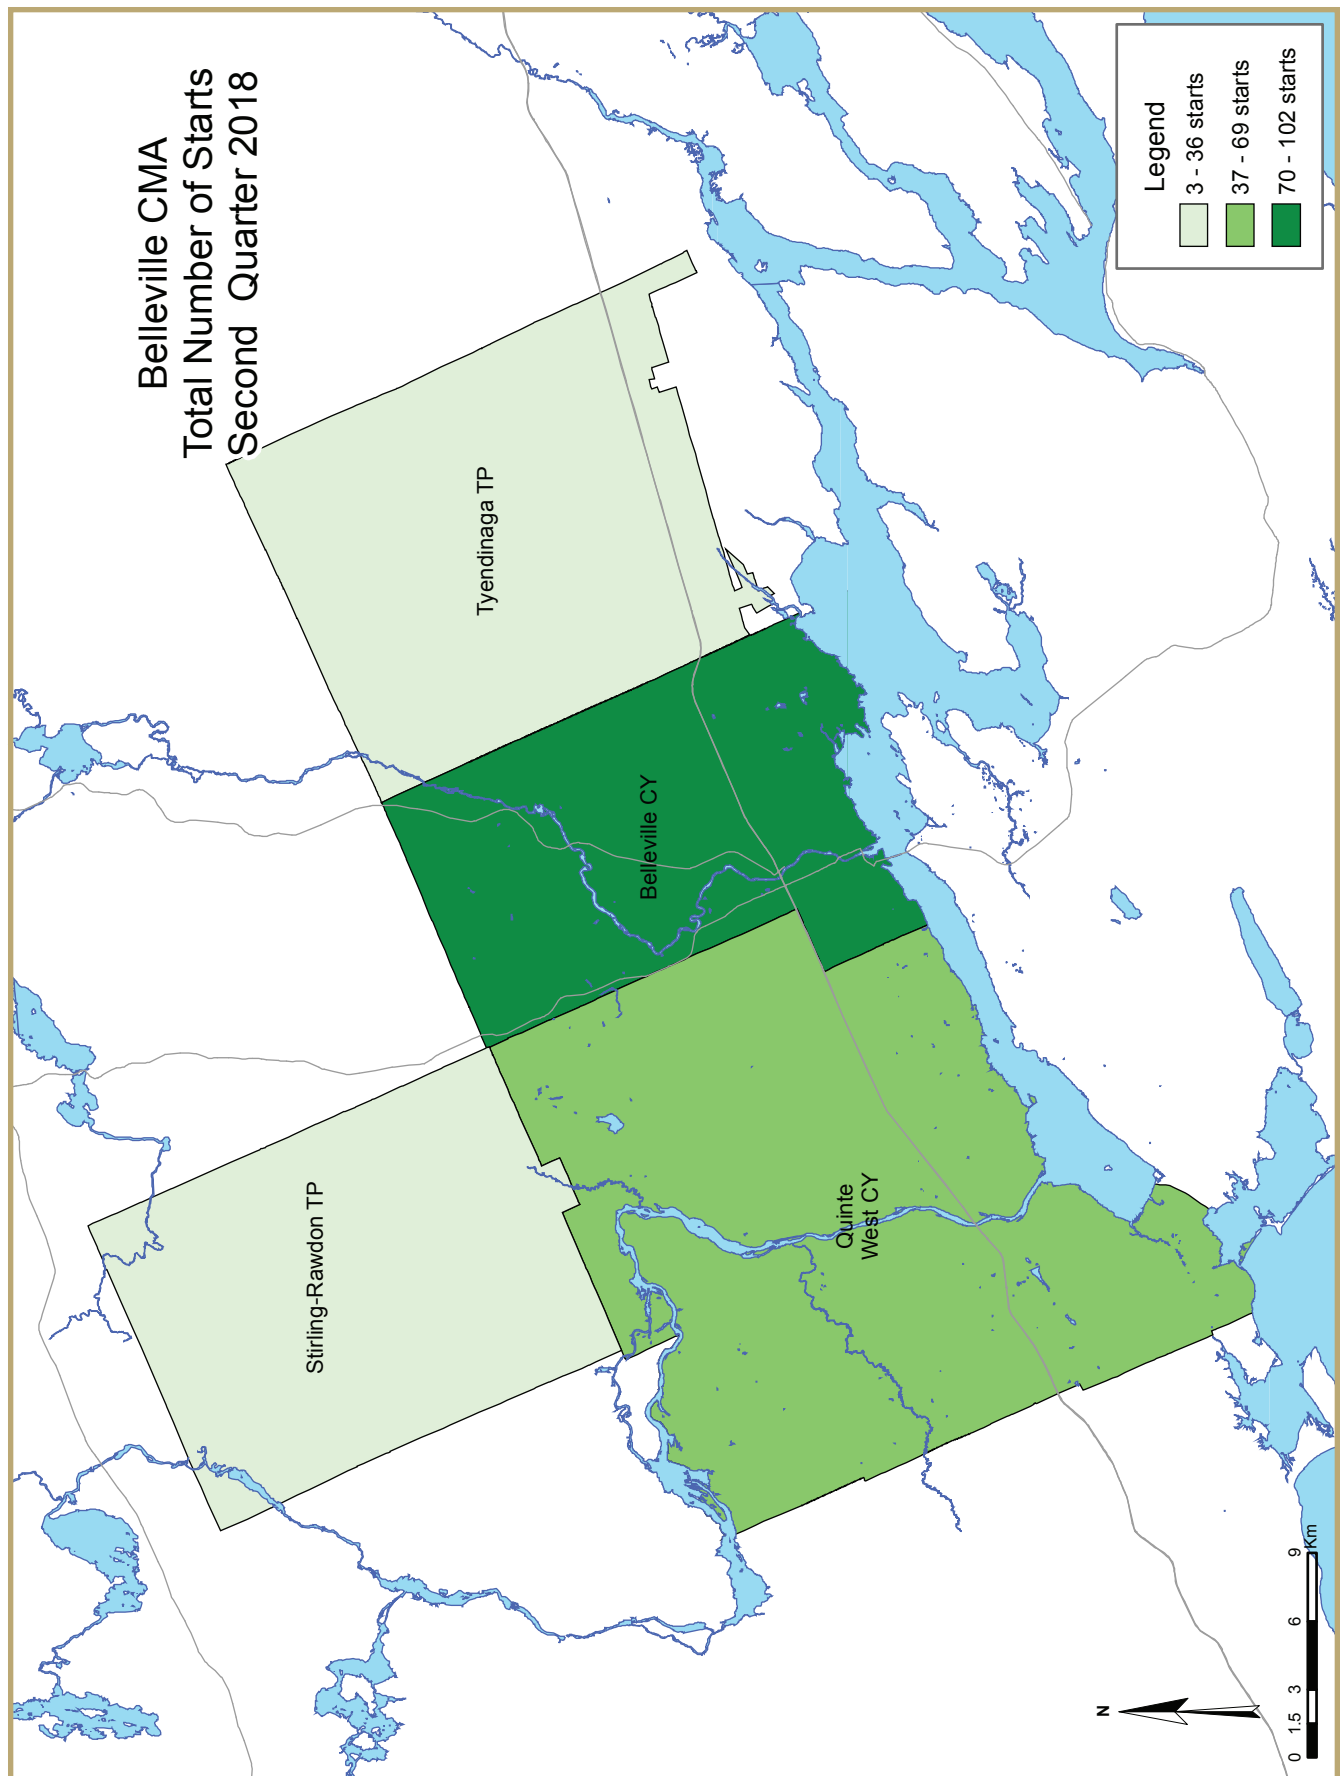 Belleville CMA
Total Number of Starts
Second Quarter 2018
Tyendinaga TP
Belleville CY
Stirling-Rawdon TP
Quinte
West CY
Legend
3 - 36 starts
37 - 69 starts
70 - 102 starts
N
0 1.5 3 6 9
Km